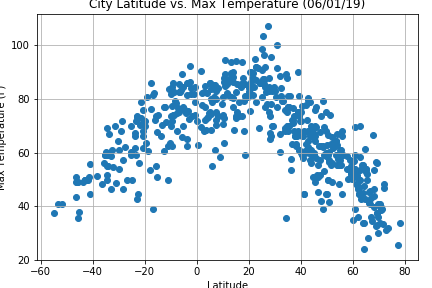 City Latitude vs. Max Temperature (06/01/19)
100
80
60
40
20
Max Temperature (F)
−60 −40 −20 0 20 40 60 80
Latitude